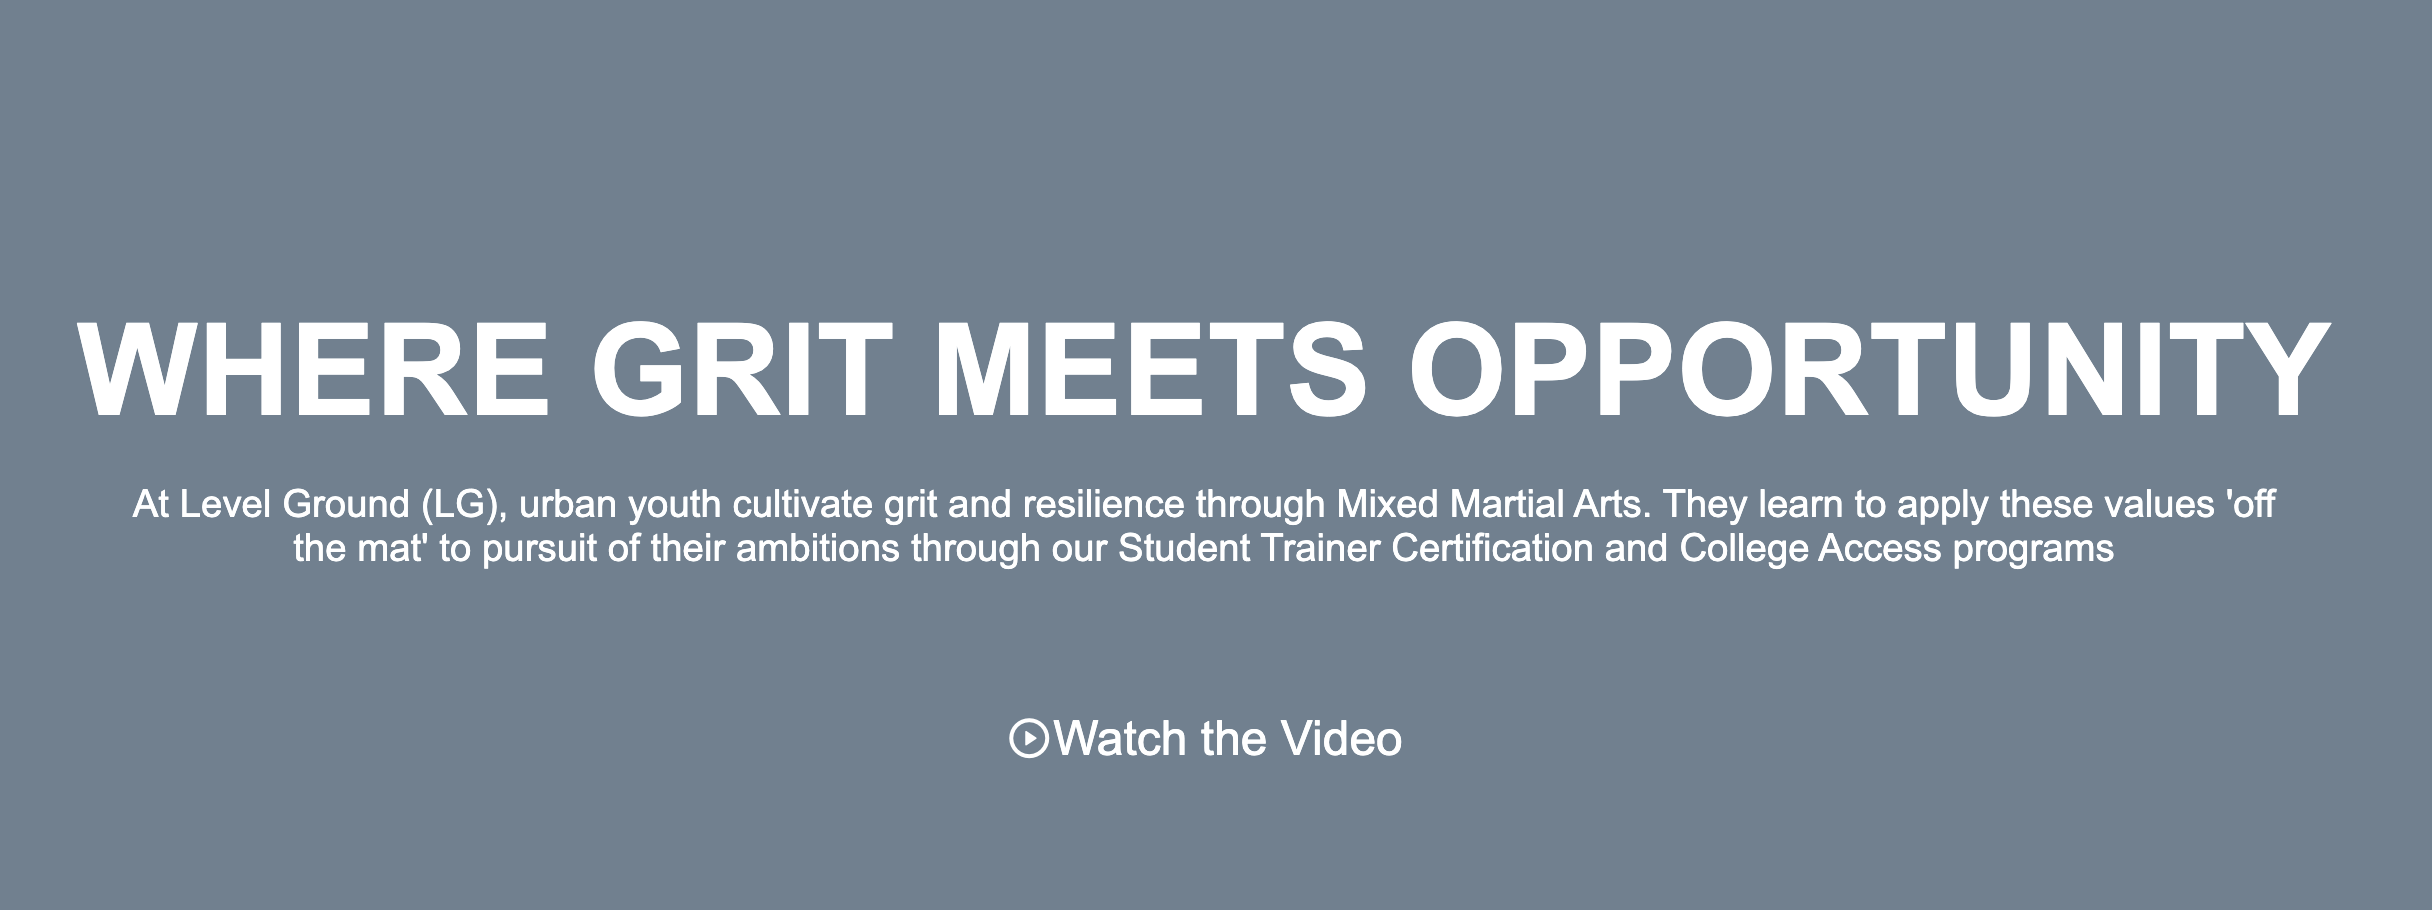 WHERE GRIT MEETS OPPORTUNITY
At Level Ground (LG), urban youth cultivate grit and resilience through Mixed Martial Arts. They learn to apply these values 'off
the mat' to pursuit of their ambitions through our Student Trainer Certification and College Access programs
Watch the Video